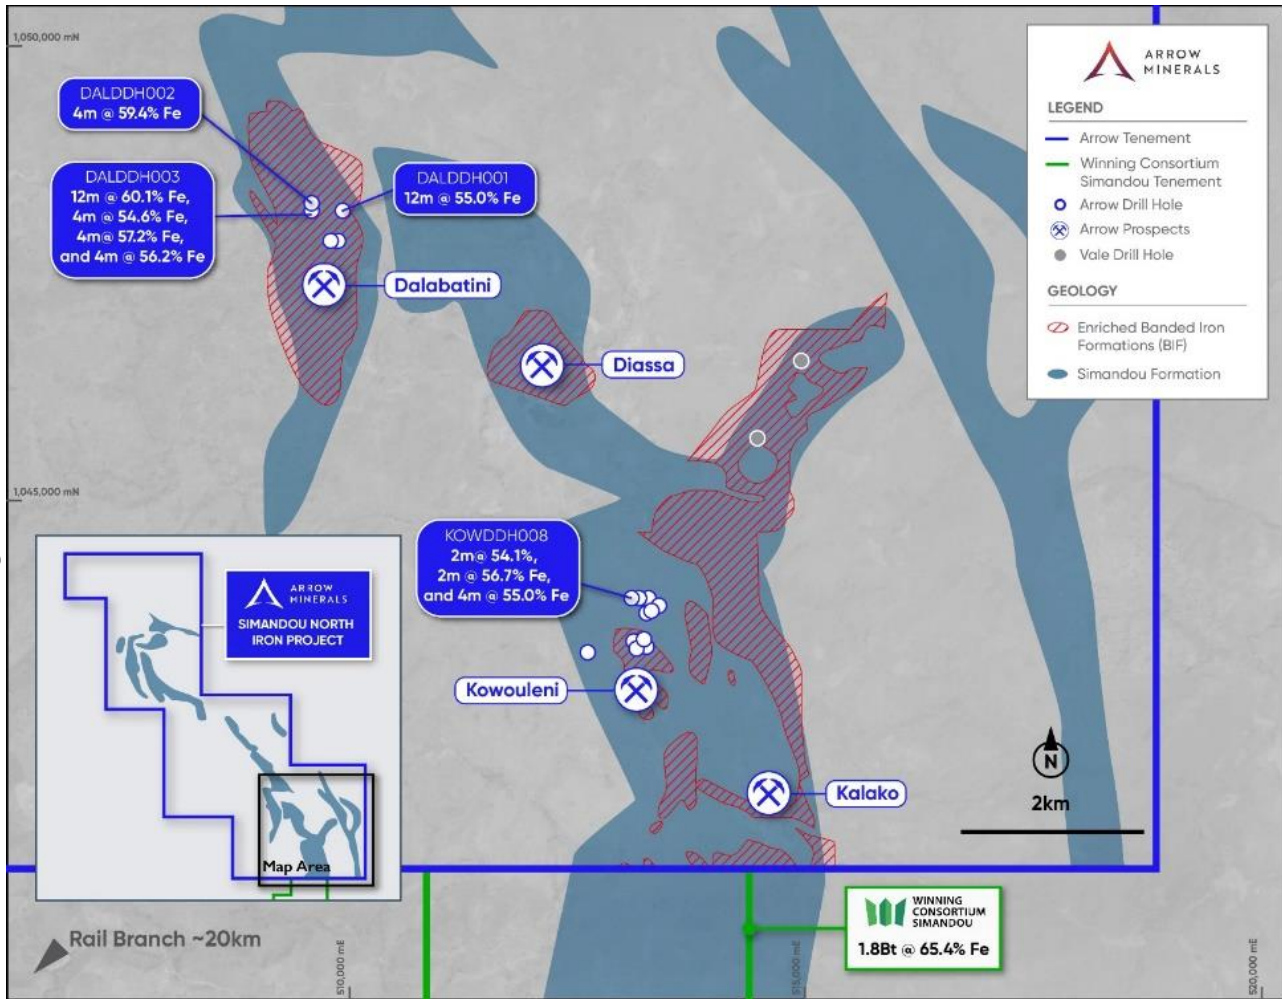 1,050,000 mN
DALDDH002
4m @ 59.4% Fe
DALDDH003
12m @ 60.1% Fe,
4m @ 54.6% Fe,
4m@ 57.2% Fe,
and 4m @ 56.2% Fe
DALDDH001
12m @ 55.0% Fe
Dalabatini
Diassa
ARROW
MINERALS
LEGEND
Arrow Tenement
Winning Consortium
Simandou Tenement
Arrow Drill Hole
Arrow Prospects
Vale Drill Hole
GEOLOGY
Enriched Banded Iron
Formations (BIF)
Simandou Formation
1,045,000 mN
KOWDDH008
2m@ 54.1%,
2m @ 56.7% Fe,
and 4m @ 55.0% Fe
Kowouleni
Kalako
ARROW
MINERALS
SIMANDOU NORTH
IRON PROJECT
Map Area
N
2km
WINNING
CONSORTIUM
SIMANDOU
1.8Bt @ 65.4% Fe
Rail Branch ~20km
510,000 mE
515,000 mE
520,000 mE